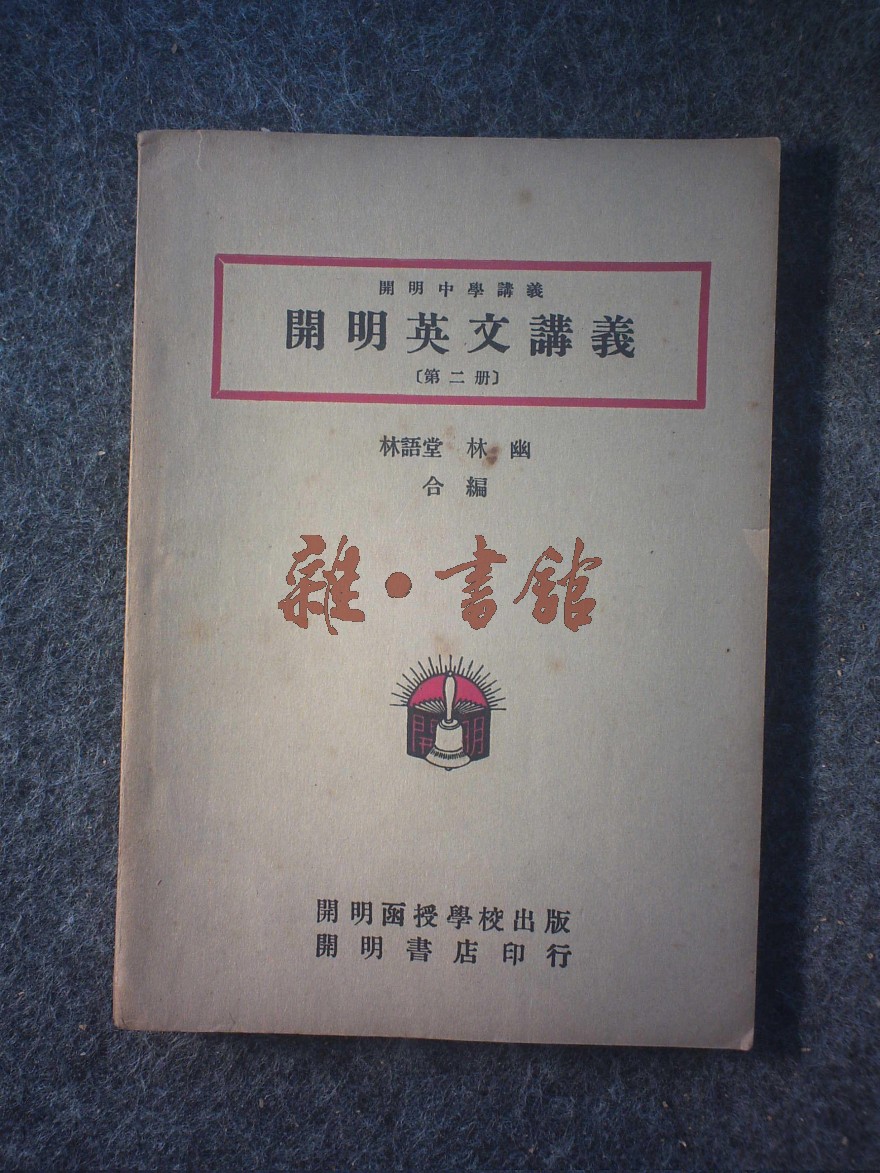 開明中學講義
開明英文講義
〔第二册〕
林語堂 林幽
合編
雜·書館
開明
開明函授學校出版
開明書店印行